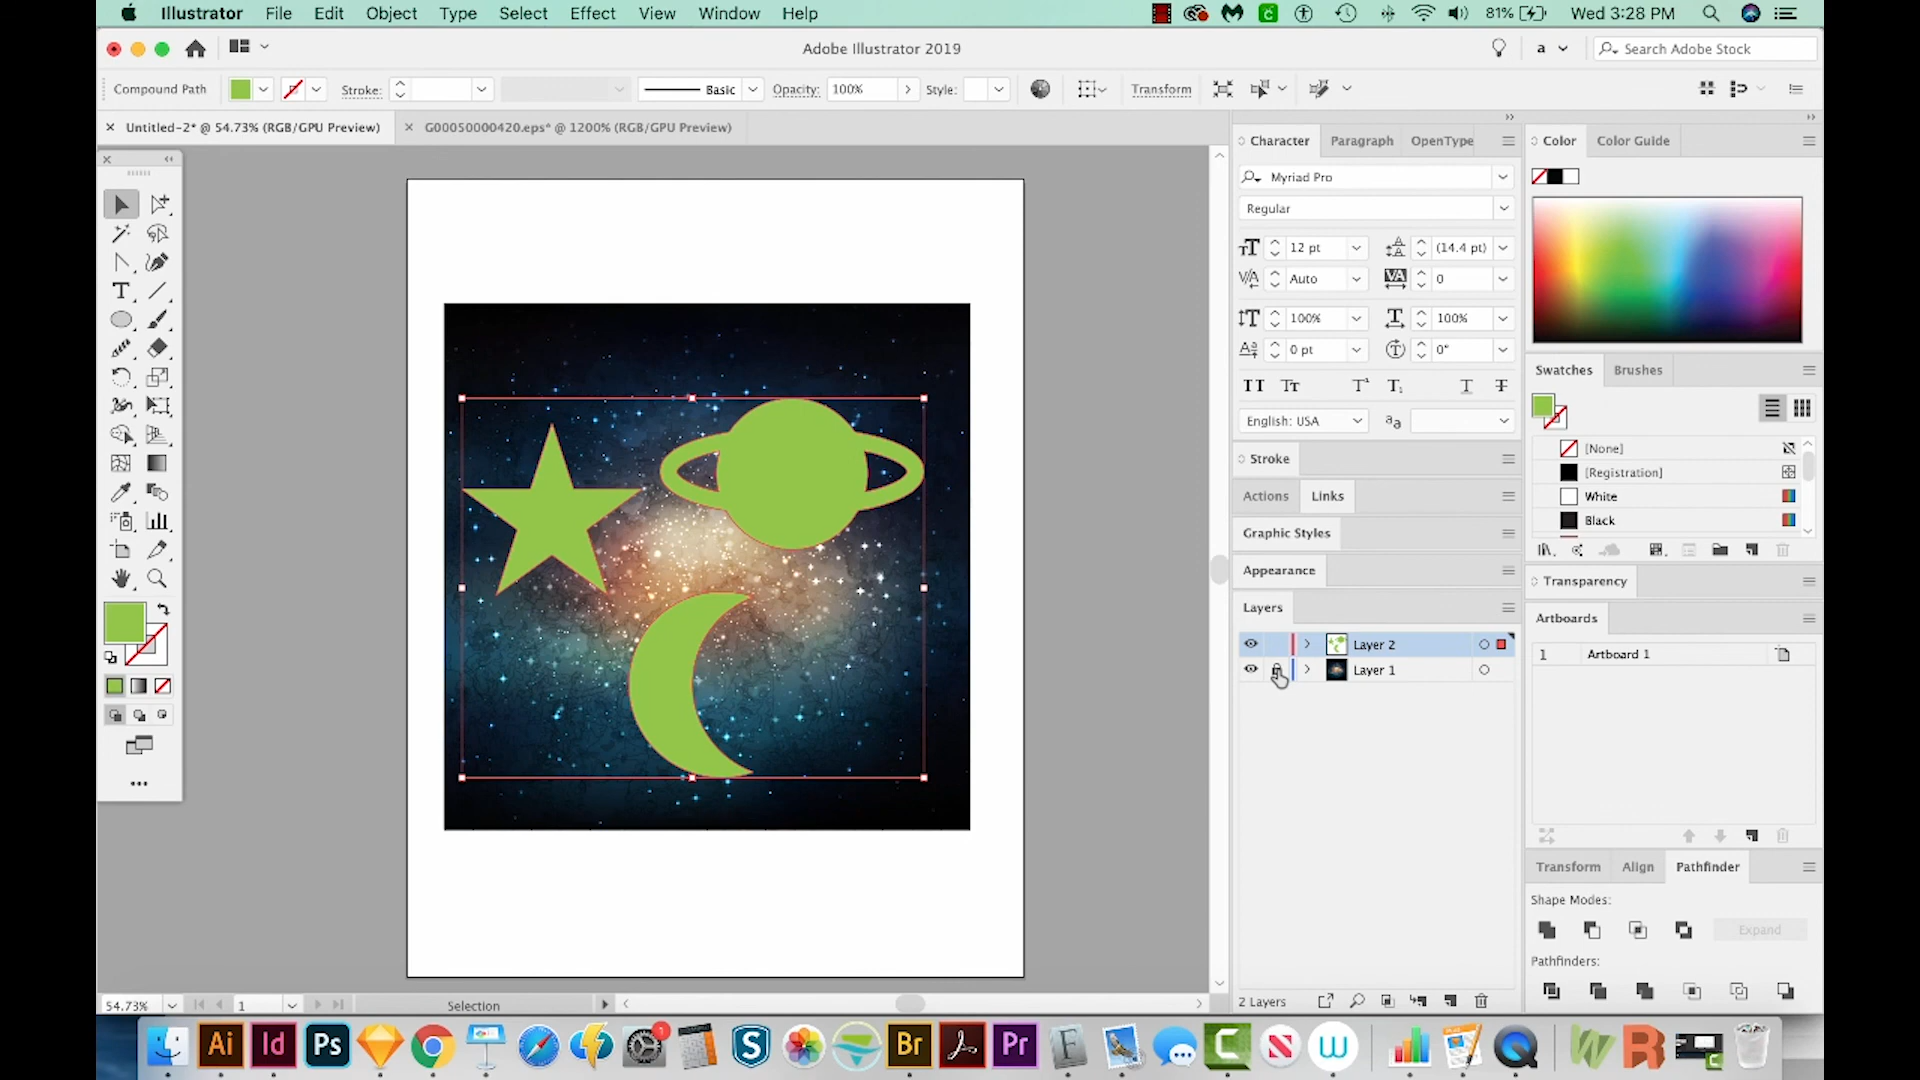 Illustrator File Edit Object Type Select Effect View Window Help 81% Wed 3:28 PM
Adobe Illustrator 2019 a Search Adobe Stock
Compound Path Stroke: Basic Opacity: 100% Style: Transform
Untitled-2* @ 54.73% (RGB/GPU Preview) G00050000420.eps* @ 1200% (RGB/GPU Preview)
Character Paragraph OpenType
Myriad Pro
Regular
12 pt (14.4 pt)
Auto 0
100% 100%
0 pt 0°
English: USA
Stroke
Actions Links
Graphic Styles
Appearance
Layers
Layer 2
Layer 1
2 Layers
Color Color Guide
Swatches Brushes
[None]
[Registration]
White
Black
Transparency
Artboards
1 Artboard 1
Transform Align Pathfinder
Shape Modes:
Expand
Pathfinders:
54.73% 1 Selection
Ai Id Ps Br Pr